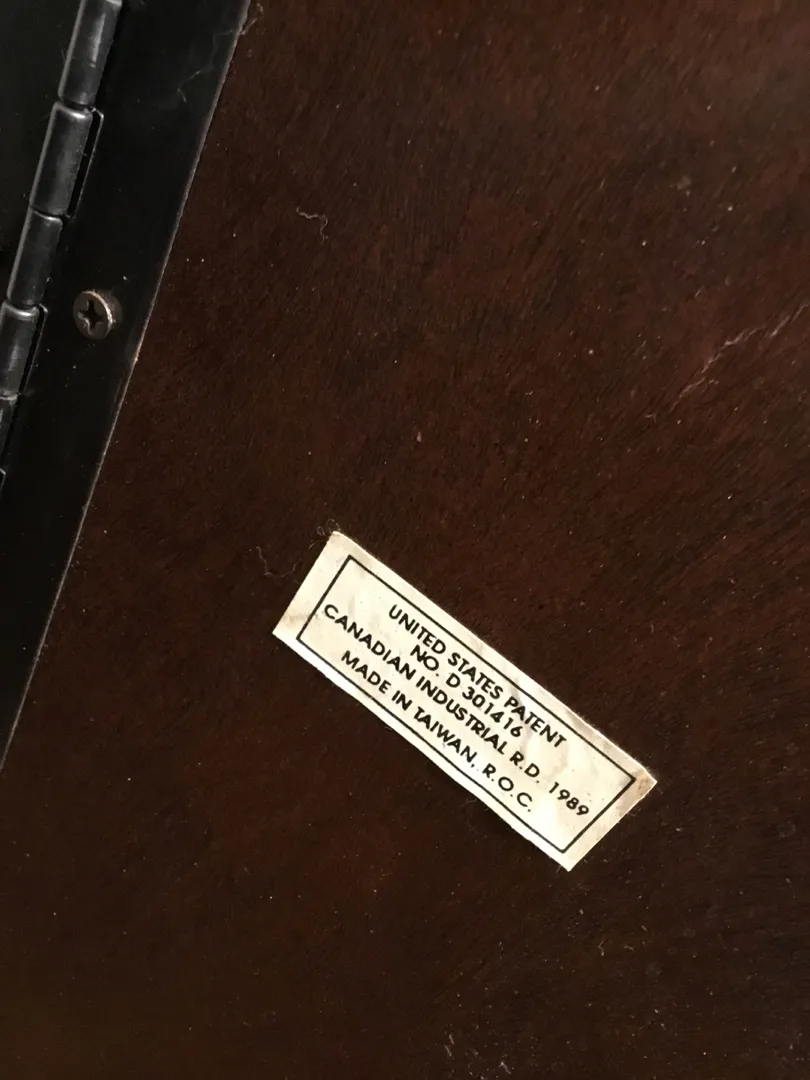 UNITED STATES PATENT
NO. D 301416
CANADIAN INDUSTRIAL R.D. 1989
MADE IN TAIWAN, R.O.C.